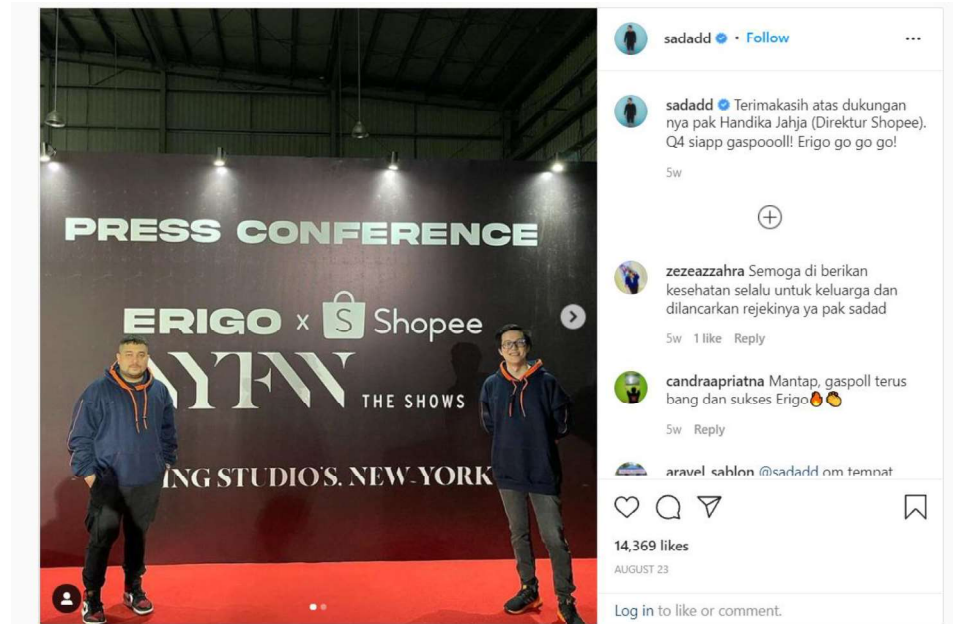 PRESS CONFERENCE
ERIGO x S Shopee
NYFW THE SHOWS
ING STUDIO'S, NEW-YORK
sadadd · Follow
sadadd Terimakasih atas dukungan
nya pak Handika Jahja (Direktur Shopee).
Q4 siapp gaspoooll! Erigo go go go!
5w
zezeazzahra Semoga di berikan
kesehatan selalu untuk keluarga dan
dilancarkan rejekinya ya pak sadad
5w 1 like Reply
candraapriatna Mantap, gaspoll terus
bang dan sukses Erigo🔥👏
5w Reply
aravel_sablon @sadadd om tempat
14,369 likes
AUGUST 23
Log in to like or comment.